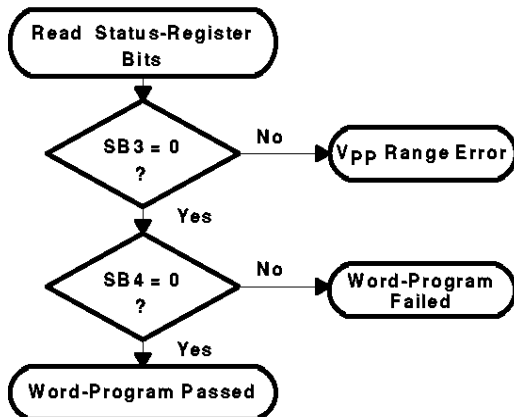 Read Status-Register
Bits
SB3 = 0
?
No
VPP Range Error
Yes
SB4 = 0
?
No
Word-Program
Failed
Yes
Word-Program Passed